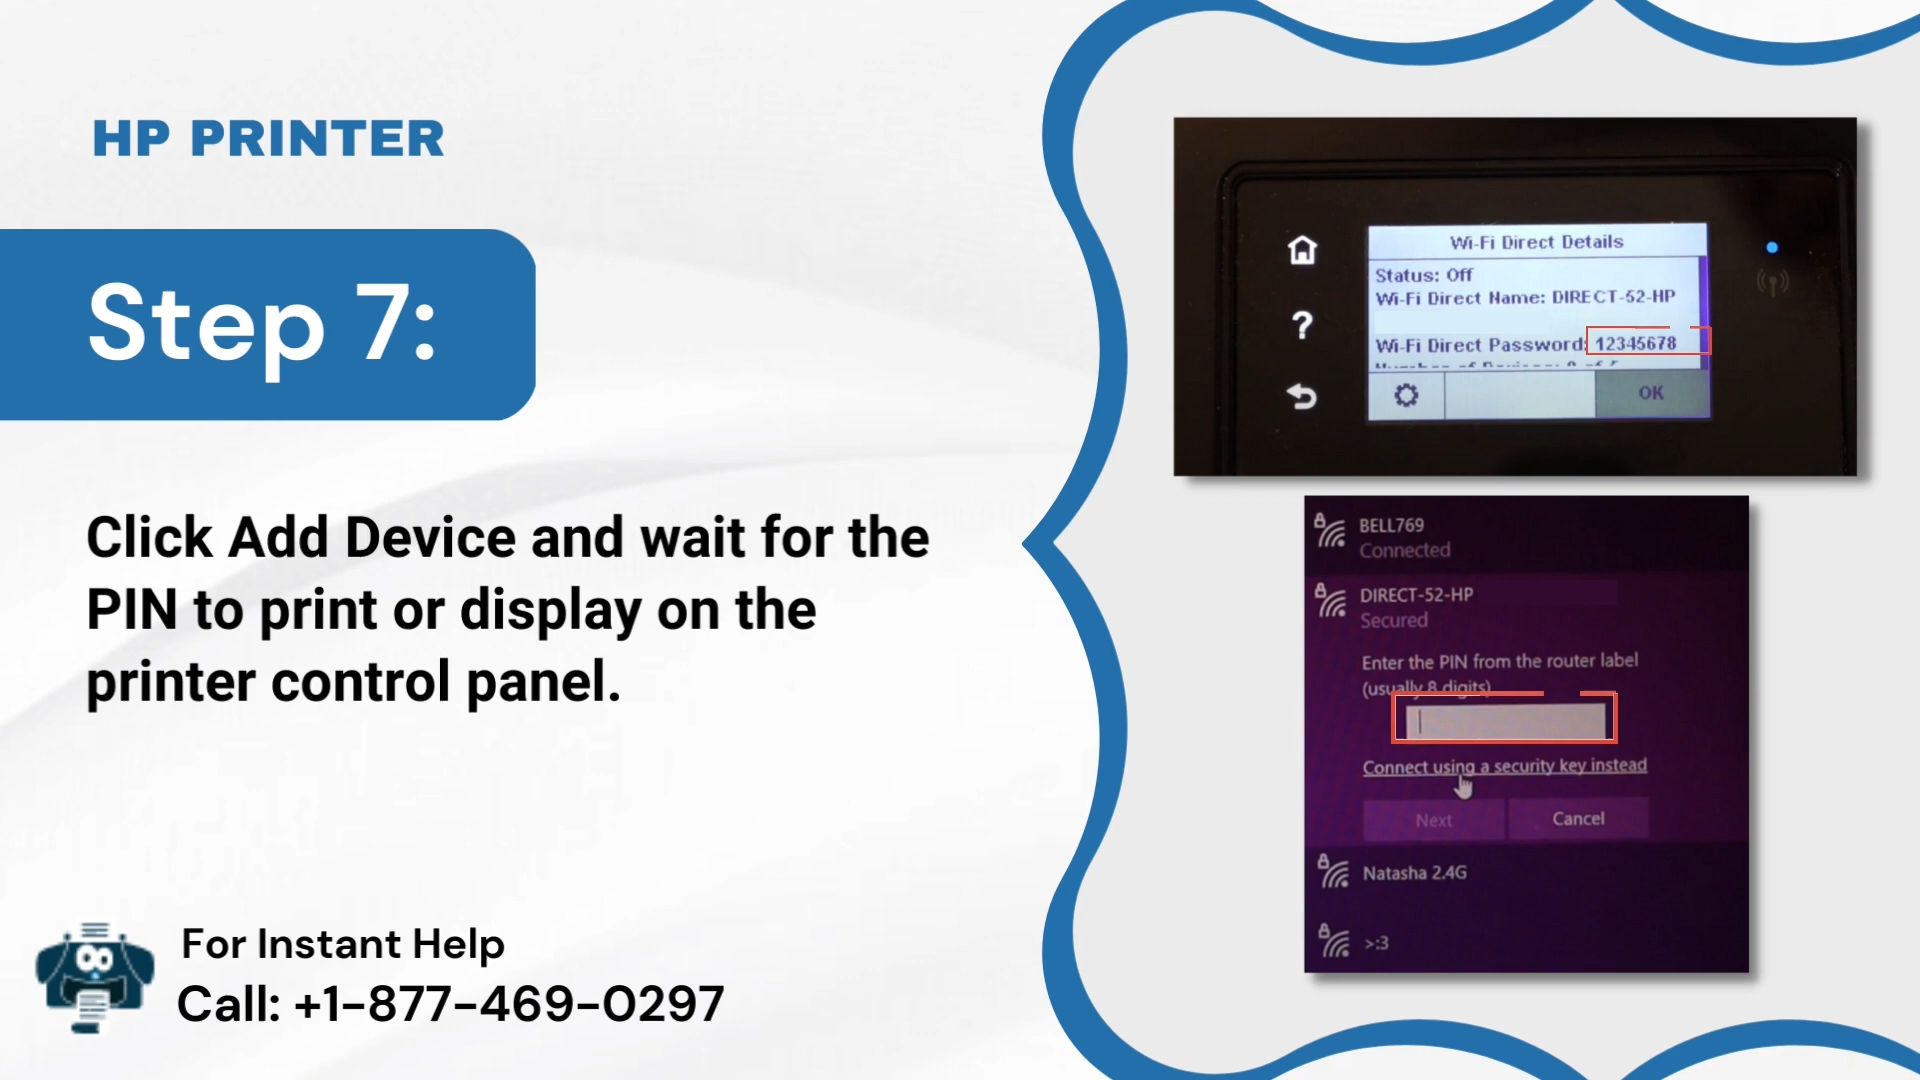 HP PRINTER
Step 7:
Click Add Device and wait for the
PIN to print or display on the
printer control panel.
For Instant Help
Call: +1-877-469-0297
Wi-Fi Direct Details
Status: Off
Wi-Fi Direct Name: DIRECT-52-HP
Wi-Fi Direct Password: 12345678
OK
BELL769
Connected
DIRECT-52-HP
Secured
Enter the PIN from the router label
(usually 8 digits)
Connect using a security key instead
Next Cancel
Natasha 2.4G
>:3